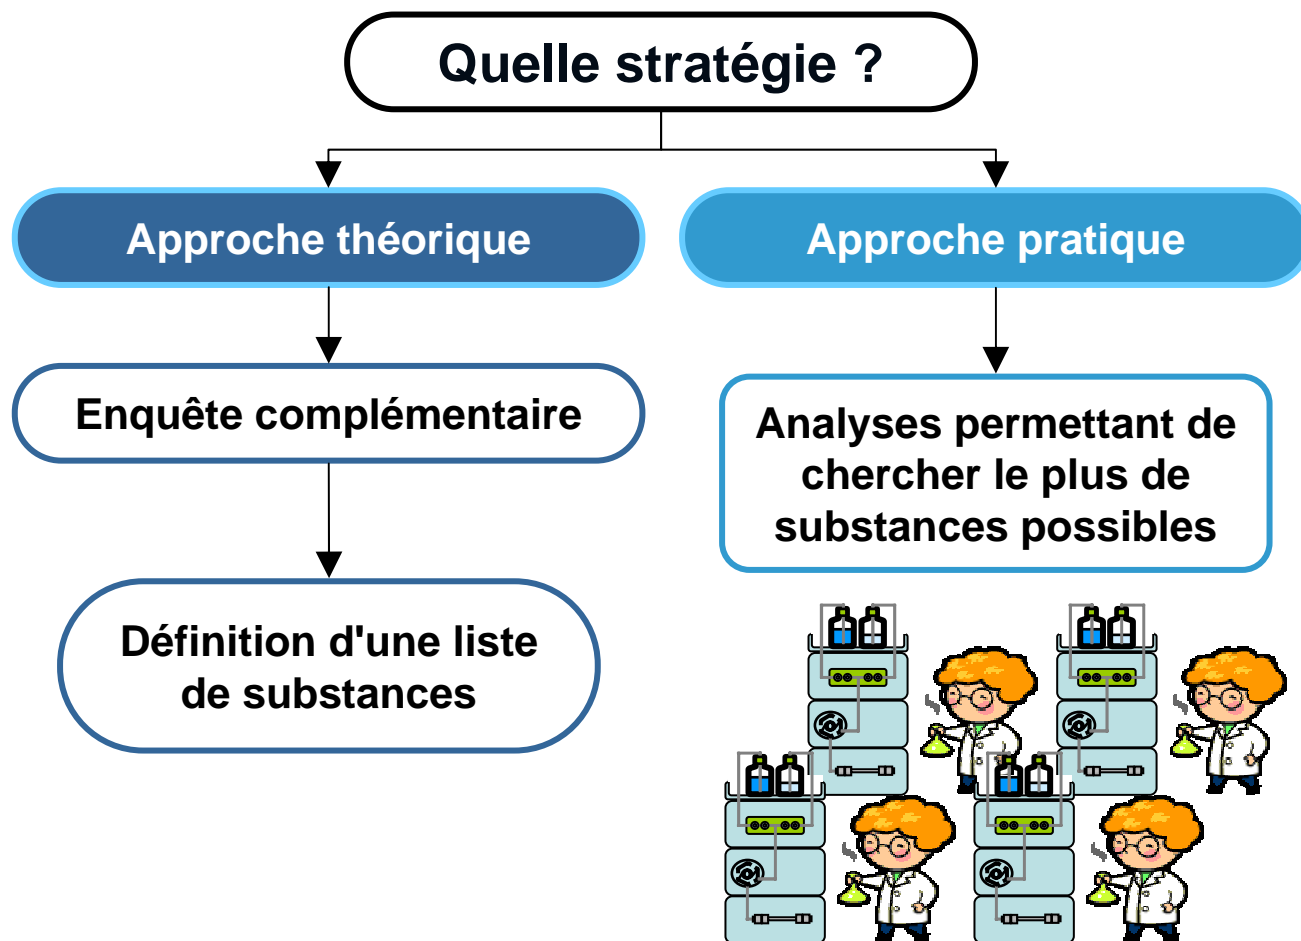 Quelle stratégie ?
Approche théorique
Approche pratique
Enquête complémentaire
Analyses permettant de
chercher le plus de
substances possibles
Définition d'une liste
de substances